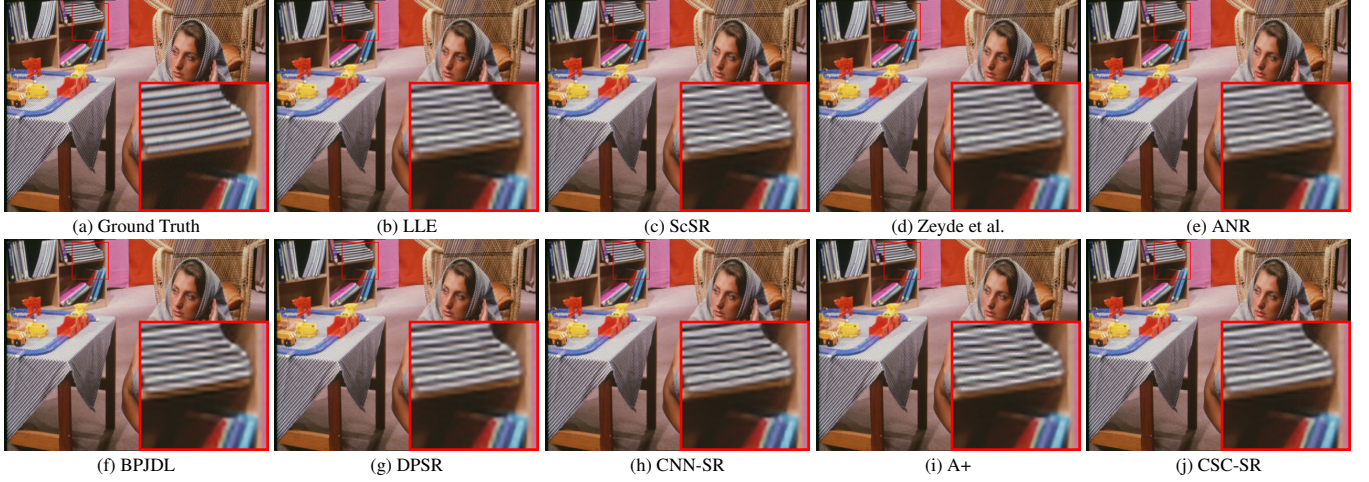 (a) Ground Truth
(b) LLE
(c) ScSR
(d) Zeyde et al.
(e) ANR
(f) BPJDL
(g) DPSR
(h) CNN-SR
(i) A+
(j) CSC-SR